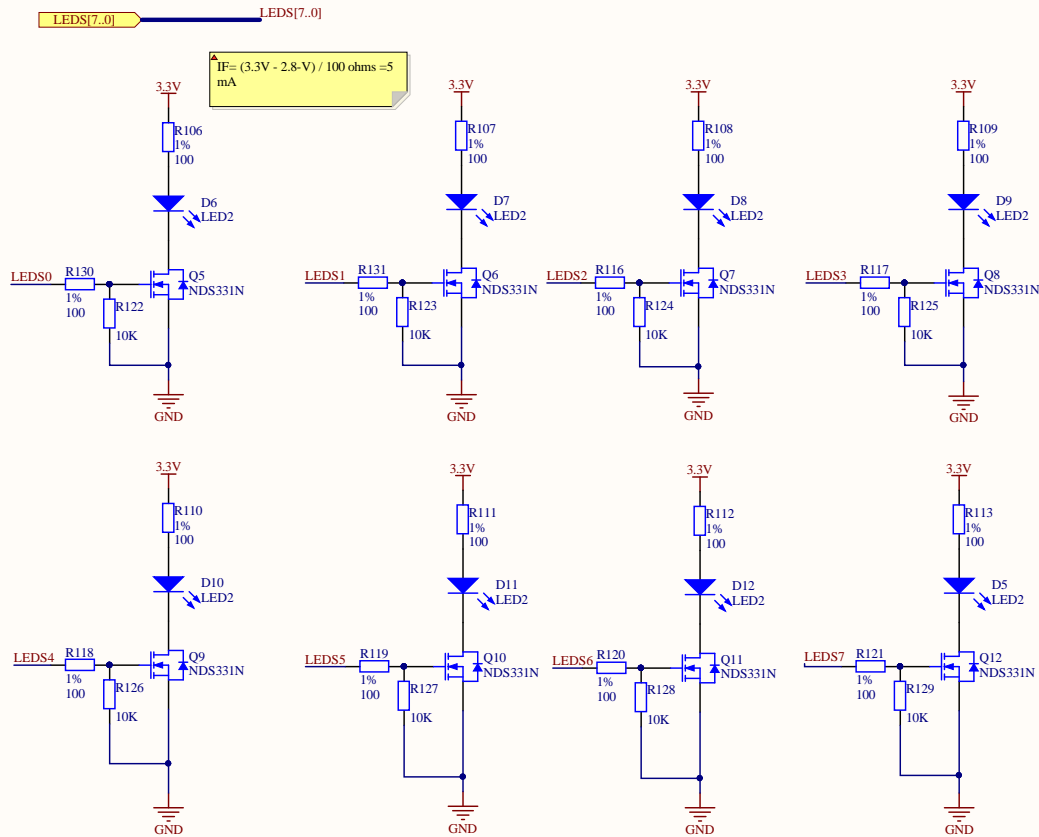 LEDS[7..0]
LEDS[7..0]
IF= (3.3V - 2.8-V) / 100 ohms =5
mA
3.3V
R106
1%
100
D6
LED2
LEDS0
R130
1%
100
R122
10K
Q5
NDS331N
GND
3.3V
R107
1%
100
D7
LED2
LEDS1
R131
1%
100
R123
10K
Q6
NDS331N
GND
3.3V
R108
1%
100
D8
LED2
LEDS2
R116
1%
100
R124
10K
Q7
NDS331N
GND
3.3V
R109
1%
100
D9
LED2
LEDS3
R117
1%
100
R125
10K
Q8
NDS331N
GND
3.3V
R110
1%
100
D10
LED2
LEDS4
R118
1%
100
R126
10K
Q9
NDS331N
GND
3.3V
R111
1%
100
D11
LED2
LEDS5
R119
1%
100
R127
10K
Q10
NDS331N
GND
3.3V
R112
1%
100
D12
LED2
LEDS6
R120
1%
100
R128
10K
Q11
NDS331N
GND
3.3V
R113
1%
100
D5
LED2
LEDS7
R121
1%
100
R129
10K
Q12
NDS331N
GND